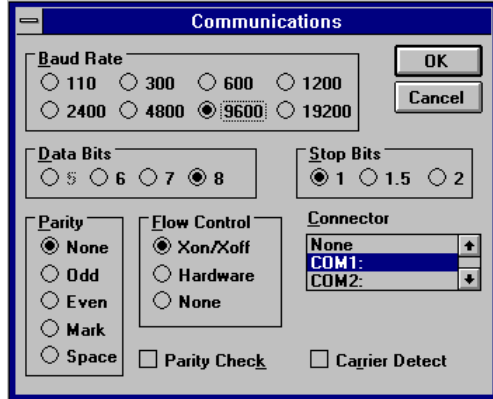 Communications
Baud Rate
110 300 600 1200
2400 4800 9600 19200
OK
Cancel
Data Bits
5 6 7 8
Stop Bits
1 1.5 2
Parity
None
Odd
Even
Mark
Space
Flow Control
Xon/Xoff
Hardware
None
Connector
None
COM1:
COM2:
Parity Check
Carrier Detect